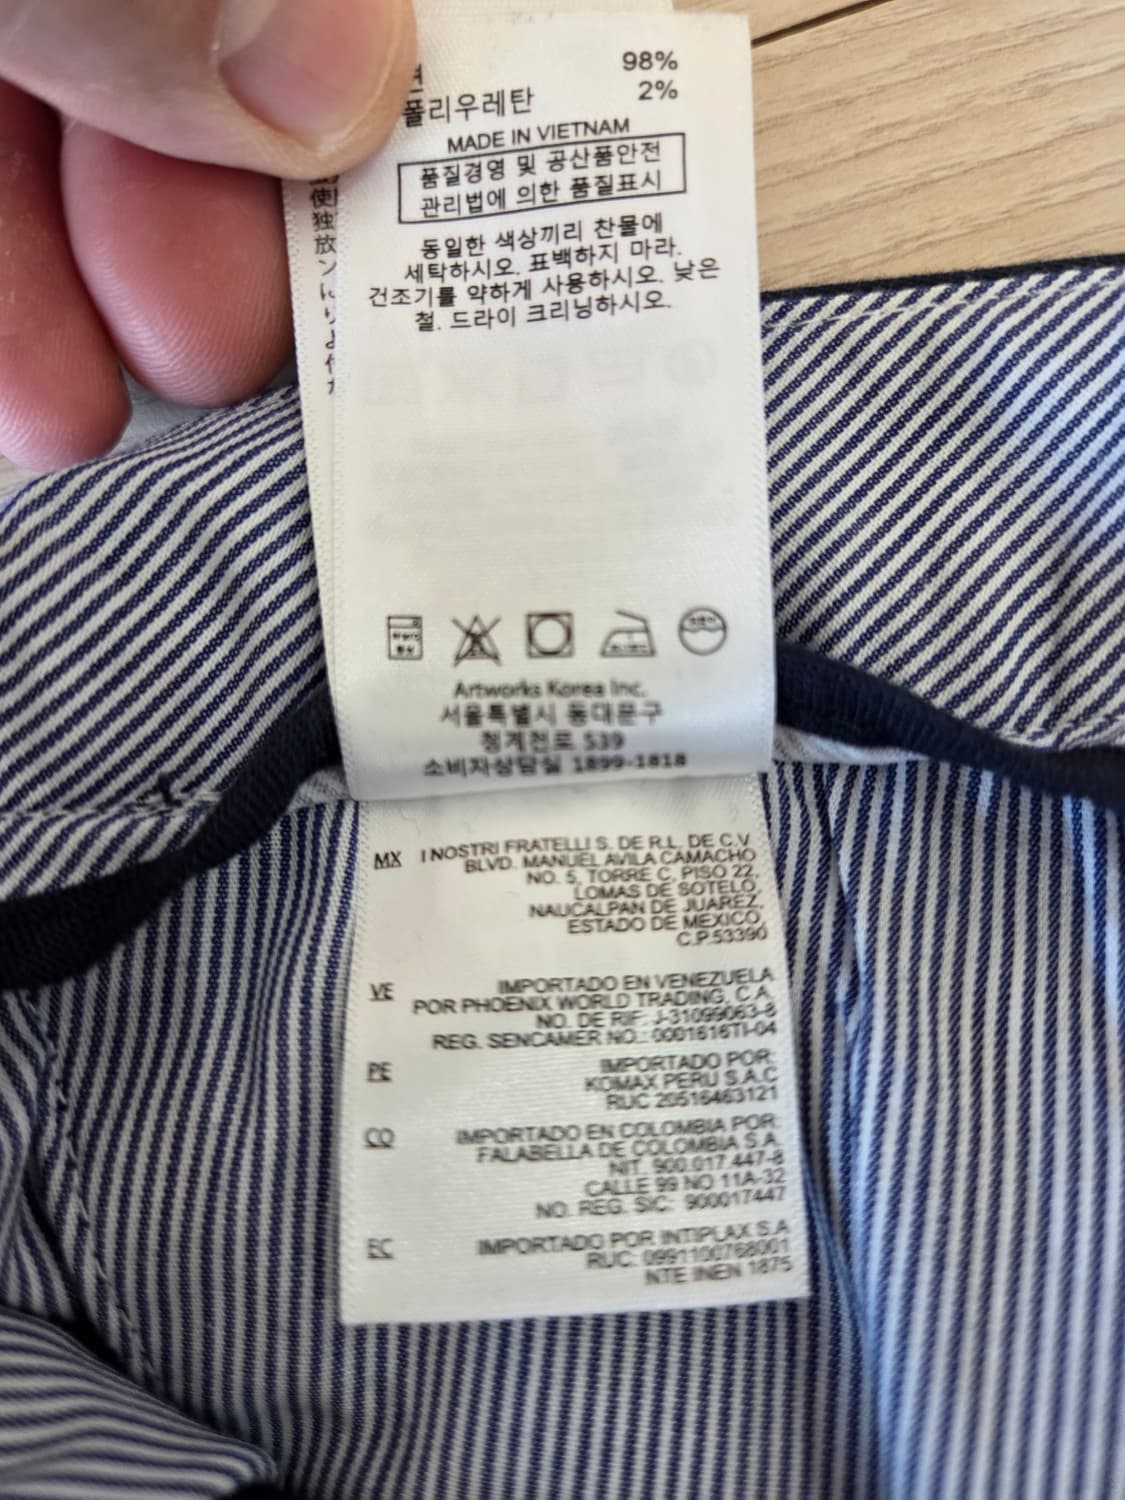 98%
폴리우레탄 2%
MADE IN VIETNAM
품질경영 및 공산품안전
관리법에 의한 품질표시
동일한 색상끼리 찬물에
세탁하시오. 표백하지 마라.
건조기를 약하게 사용하시오. 낮은
철. 드라이 크리닝하시오.
Artworks Korea Inc.
서울특별시 동대문구
청계천로 539
소비자상담실 1899-1818
MX I NOSTRI FRATELLI S. DE R.L. DE C.V
BLVD. MANUEL AVILA CAMACHO
NO. 5, TORRE C, PISO 22,
LOMAS DE SOTELO,
NAUCALPAN DE JUAREZ,
ESTADO DE MEXICO,
C.P.53390
VE IMPORTADO EN VENEZUELA
POR PHOENIX WORLD TRADING, C.A.
NO. DE RIF: J-31099063-8
REG. SENCAMER NO.: 0001616TI-04
PE IMPORTADO POR:
KOMAX PERU S.A.C
RUC 20516463121
CO IMPORTADO EN COLOMBIA POR:
FALABELLA DE COLOMBIA S.A.
NIT. 900.017.447-8
CALLE 99 NO 11A-32
NO. REG. SIC: 900017447
EC IMPORTADO POR INTIPLAX S.A
RUC: 0991100768001
NTE INEN 1875